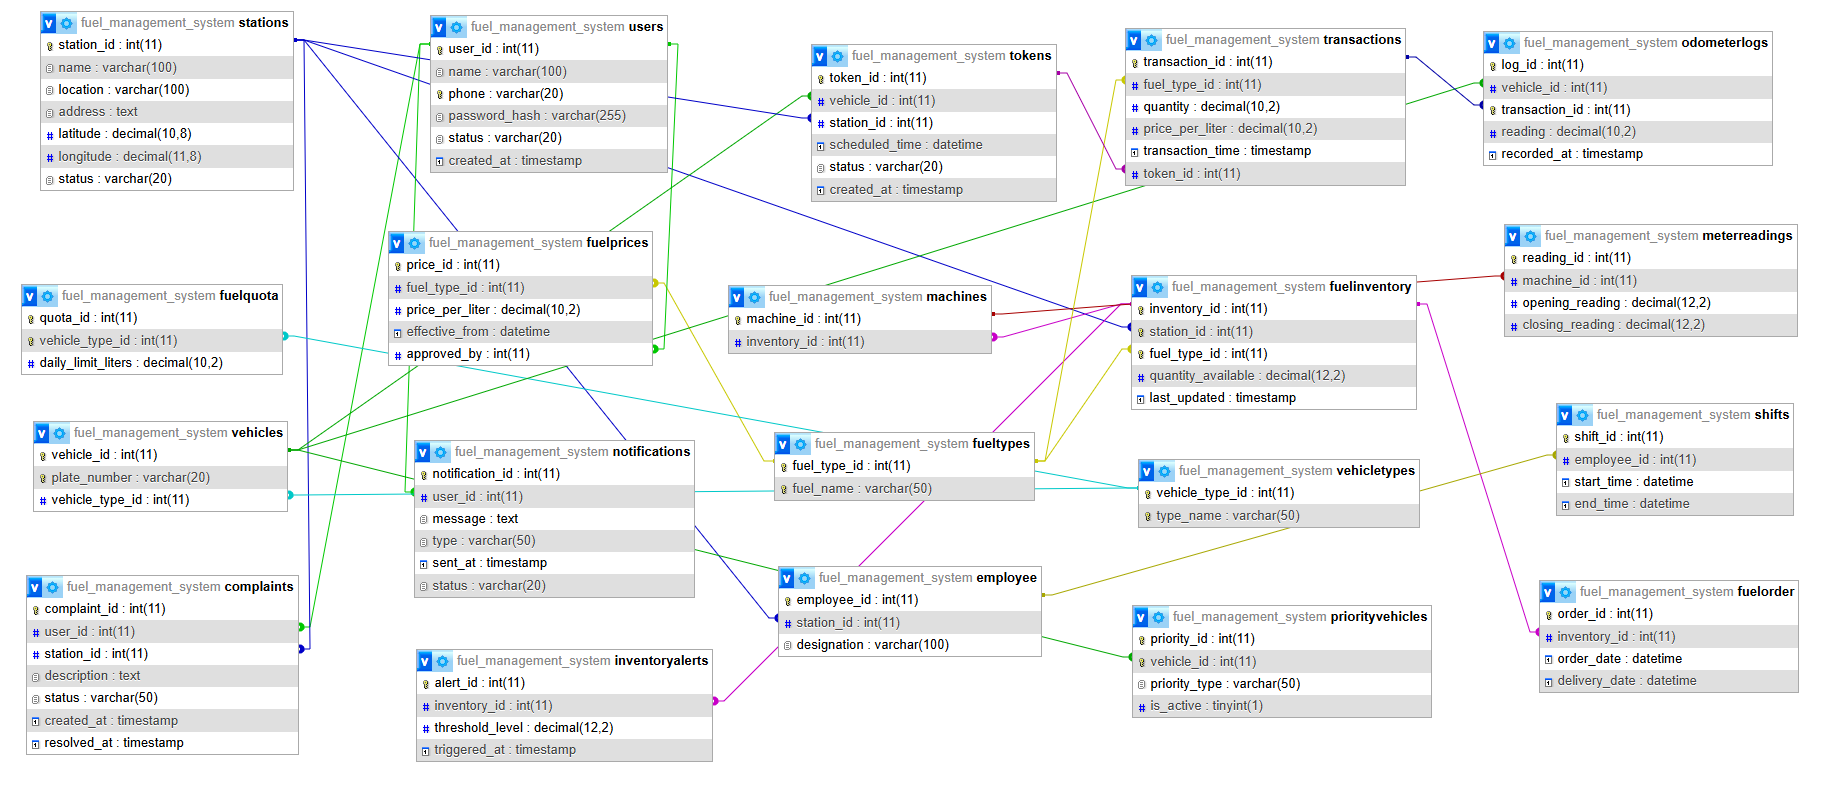 fuel_management_system stations
station_id : int(11)
name : varchar(100)
location : varchar(100)
address : text
latitude : decimal(10,8)
longitude : decimal(11,8)
status : varchar(20)
fuel_management_system users
user_id : int(11)
name : varchar(100)
phone : varchar(20)
password_hash : varchar(255)
status : varchar(20)
created_at : timestamp
fuel_management_system tokens
token_id : int(11)
vehicle_id : int(11)
station_id : int(11)
scheduled_time : datetime
status : varchar(20)
created_at : timestamp
fuel_management_system transactions
transaction_id : int(11)
fuel_type_id : int(11)
quantity : decimal(10,2)
price_per_liter : decimal(10,2)
transaction_time : timestamp
token_id : int(11)
fuel_management_system odometerlogs
log_id : int(11)
vehicle_id : int(11)
transaction_id : int(11)
reading : decimal(10,2)
recorded_at : timestamp
fuel_management_system fuelprices
price_id : int(11)
fuel_type_id : int(11)
price_per_liter : decimal(10,2)
effective_from : datetime
approved_by : int(11)
fuel_management_system meterreadings
reading_id : int(11)
machine_id : int(11)
opening_reading : decimal(12,2)
closing_reading : decimal(12,2)
fuel_management_system fuelquota
quota_id : int(11)
vehicle_type_id : int(11)
daily_limit_liters : decimal(10,2)
fuel_management_system machines
machine_id : int(11)
inventory_id : int(11)
fuel_management_system fuelinventory
inventory_id : int(11)
station_id : int(11)
fuel_type_id : int(11)
quantity_available : decimal(12,2)
last_updated : timestamp
fuel_management_system vehicles
vehicle_id : int(11)
plate_number : varchar(20)
vehicle_type_id : int(11)
fuel_management_system notifications
notification_id : int(11)
user_id : int(11)
message : text
type : varchar(50)
sent_at : timestamp
status : varchar(20)
fuel_management_system fueltypes
fuel_type_id : int(11)
fuel_name : varchar(50)
fuel_management_system vehicletypes
vehicle_type_id : int(11)
type_name : varchar(50)
fuel_management_system shifts
shift_id : int(11)
employee_id : int(11)
start_time : datetime
end_time : datetime
fuel_management_system complaints
complaint_id : int(11)
user_id : int(11)
station_id : int(11)
description : text
status : varchar(50)
created_at : timestamp
resolved_at : timestamp
fuel_management_system inventoryalerts
alert_id : int(11)
inventory_id : int(11)
threshold_level : decimal(12,2)
triggered_at : timestamp
fuel_management_system employee
employee_id : int(11)
station_id : int(11)
designation : varchar(100)
fuel_management_system priorityvehicles
priority_id : int(11)
vehicle_id : int(11)
priority_type : varchar(50)
is_active : tinyint(1)
fuel_management_system fuelorder
order_id : int(11)
inventory_id : int(11)
order_date : datetime
delivery_date : datetime